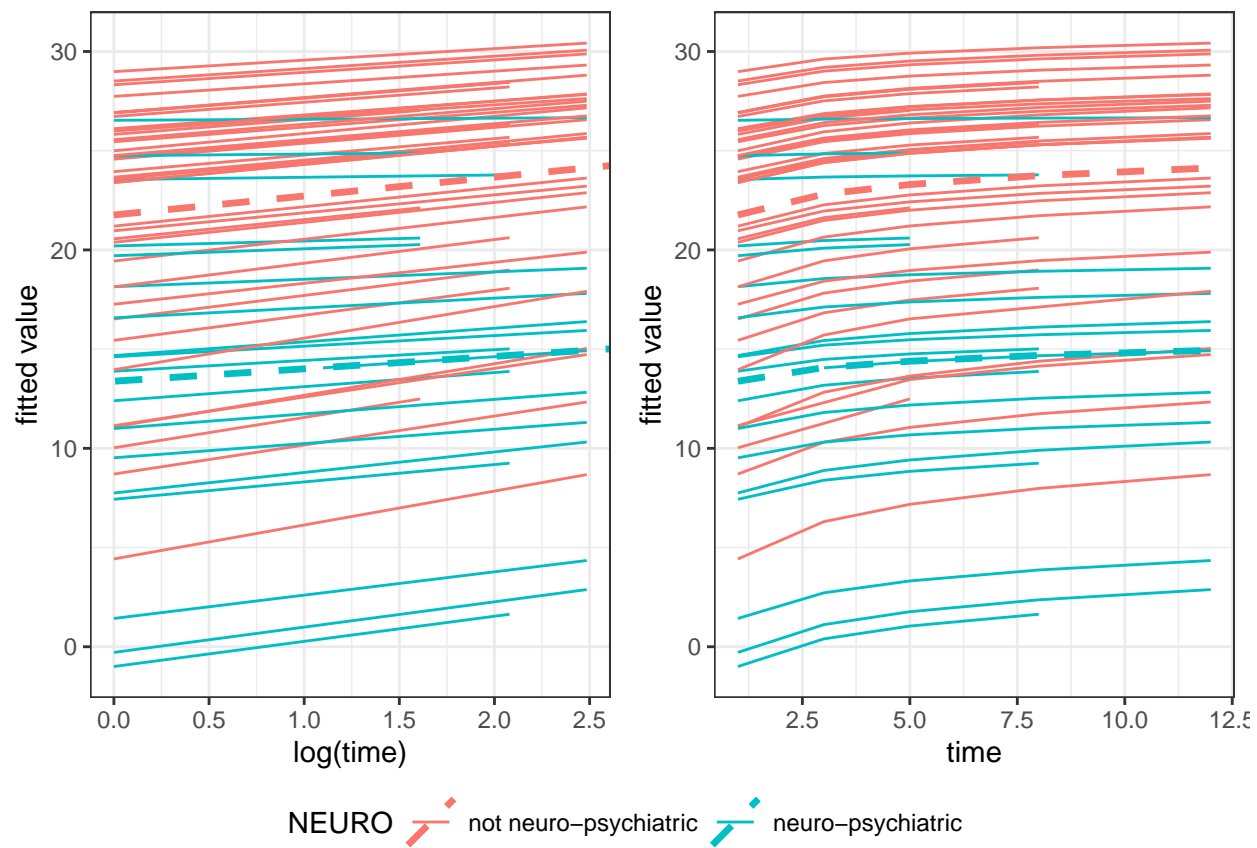 30
20
10
0
fitted value
0.0 0.5 1.0 1.5 2.0 2.5
log(time)
30
20
10
0
fitted value
2.5 5.0 7.5 10.0 12.5
time
NEURO not neuro−psychiatric neuro−psychiatric